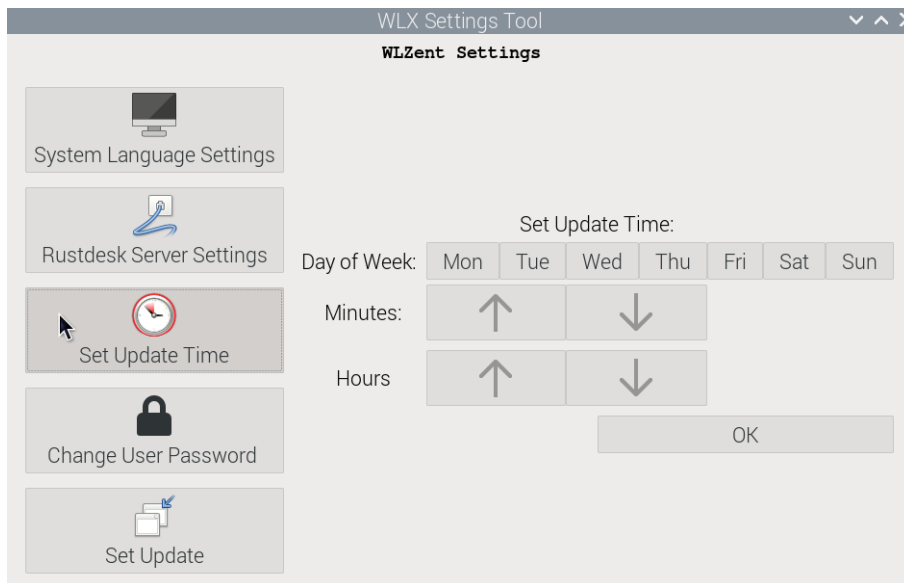 WLX Settings Tool
WLZent Settings
System Language Settings
Rustdesk Server Settings
Set Update Time
Change User Password
Set Update
Set Update Time:
Day of Week: Mon Tue Wed Thu Fri Sat Sun
Minutes:
Hours
OK